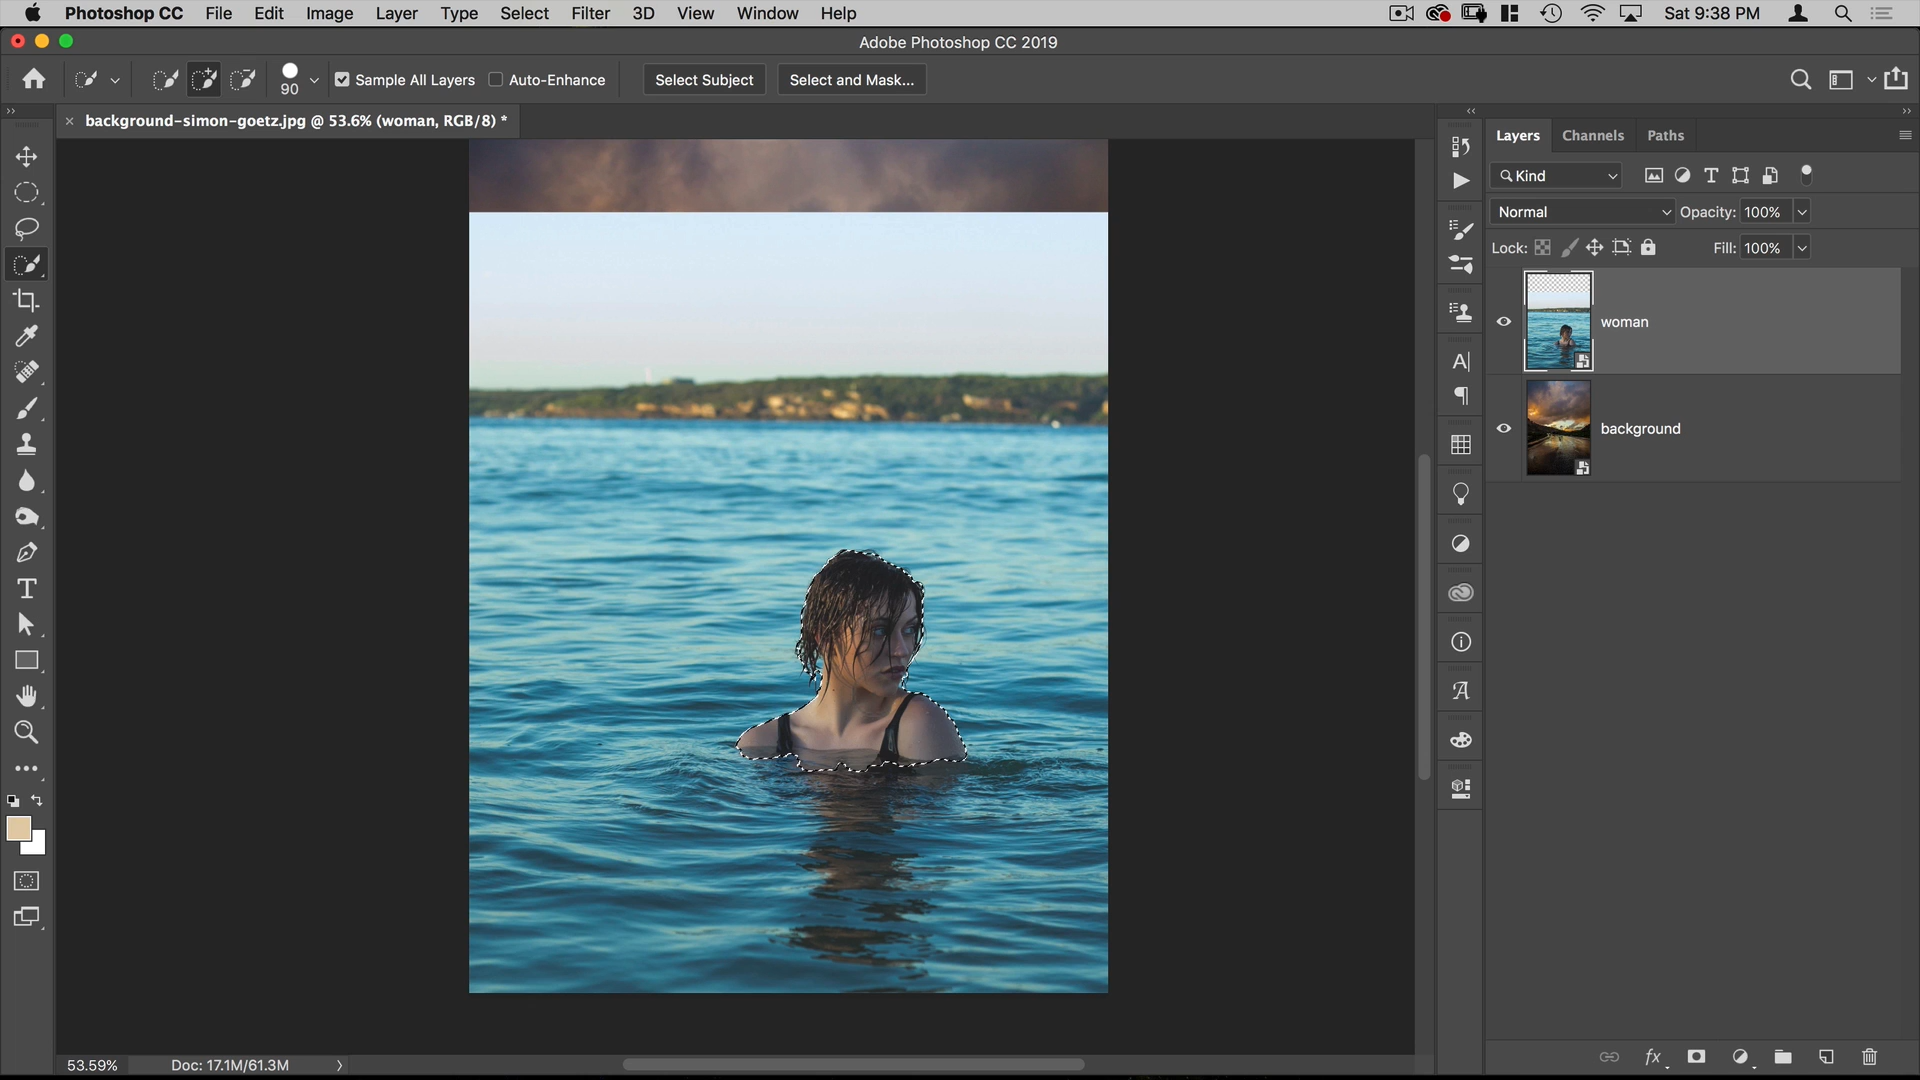 Photoshop CC File Edit Image Layer Type Select Filter 3D View Window Help Sat 9:38 PM
Adobe Photoshop CC 2019
90 Sample All Layers Auto-Enhance Select Subject Select and Mask...
× background-simon-goetz.jpg @ 53.6% (woman, RGB/8) *
Layers Channels Paths
Kind
Normal Opacity: 100%
Lock: Fill: 100%
woman
background
53.59% Doc: 17.1M/61.3M